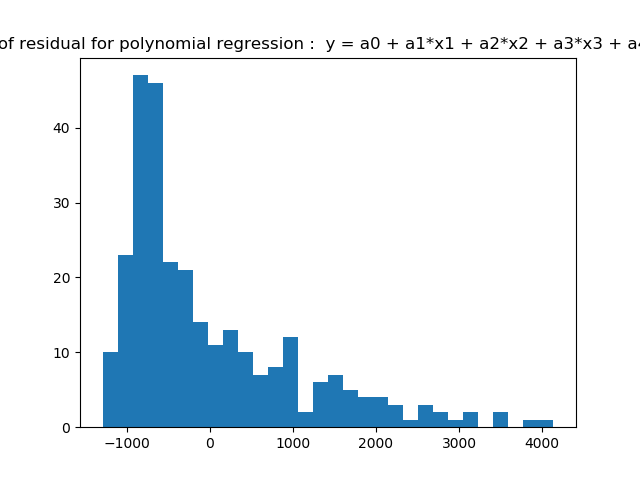 of residual for polynomial regression : y = a0 + a1*x1 + a2*x2 + a3*x3 + a4
40
30
20
10
0
−1000 0 1000 2000 3000 4000